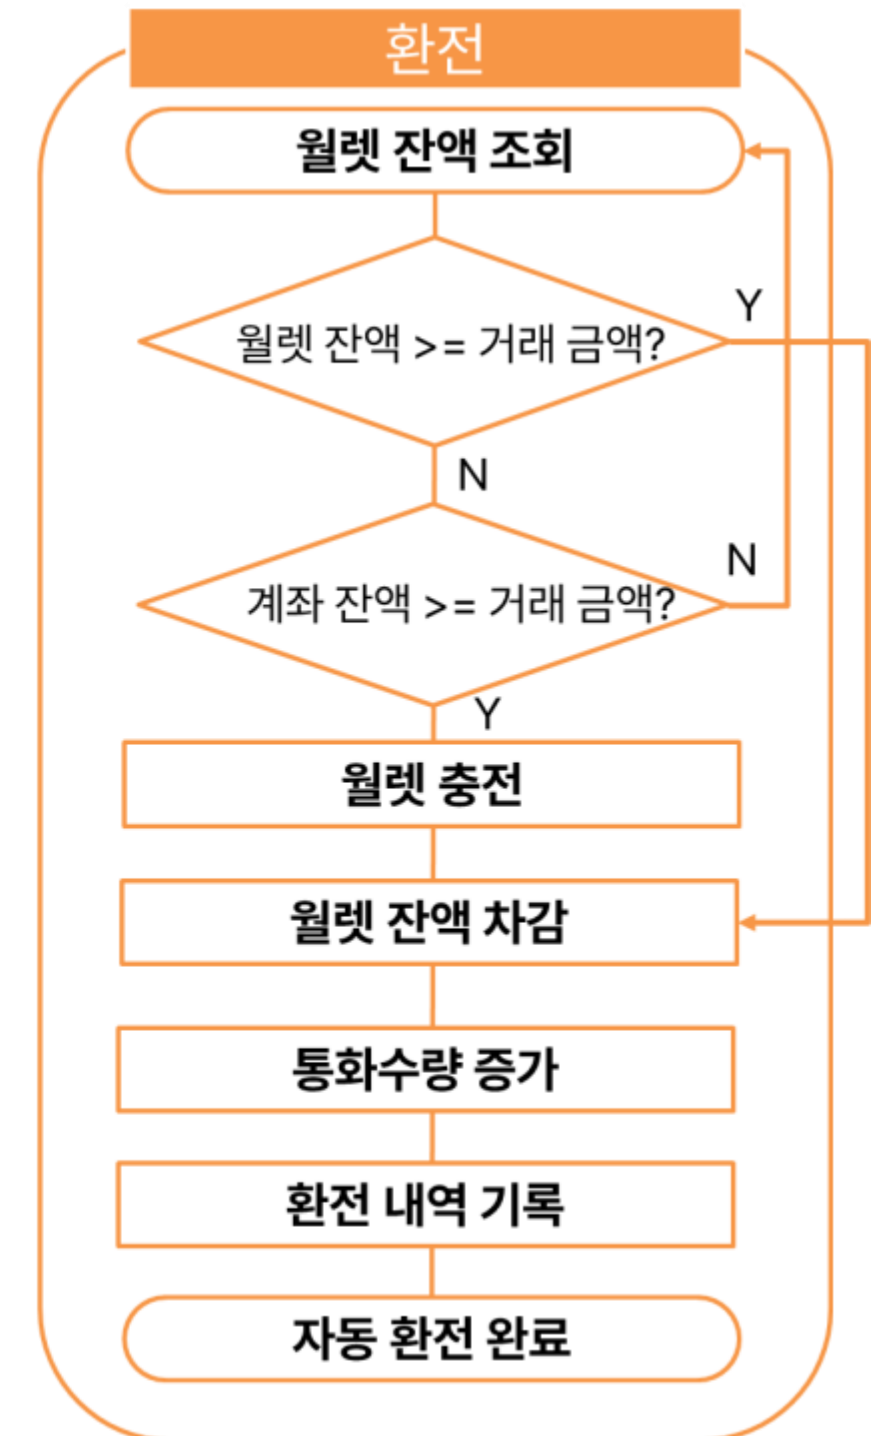 환전
월렛 잔액 조회
월렛 잔액 >= 거래 금액?
Y
N
계좌 잔액 >= 거래 금액?
N
Y
월렛 충전
월렛 잔액 차감
통화수량 증가
환전 내역 기록
자동 환전 완료